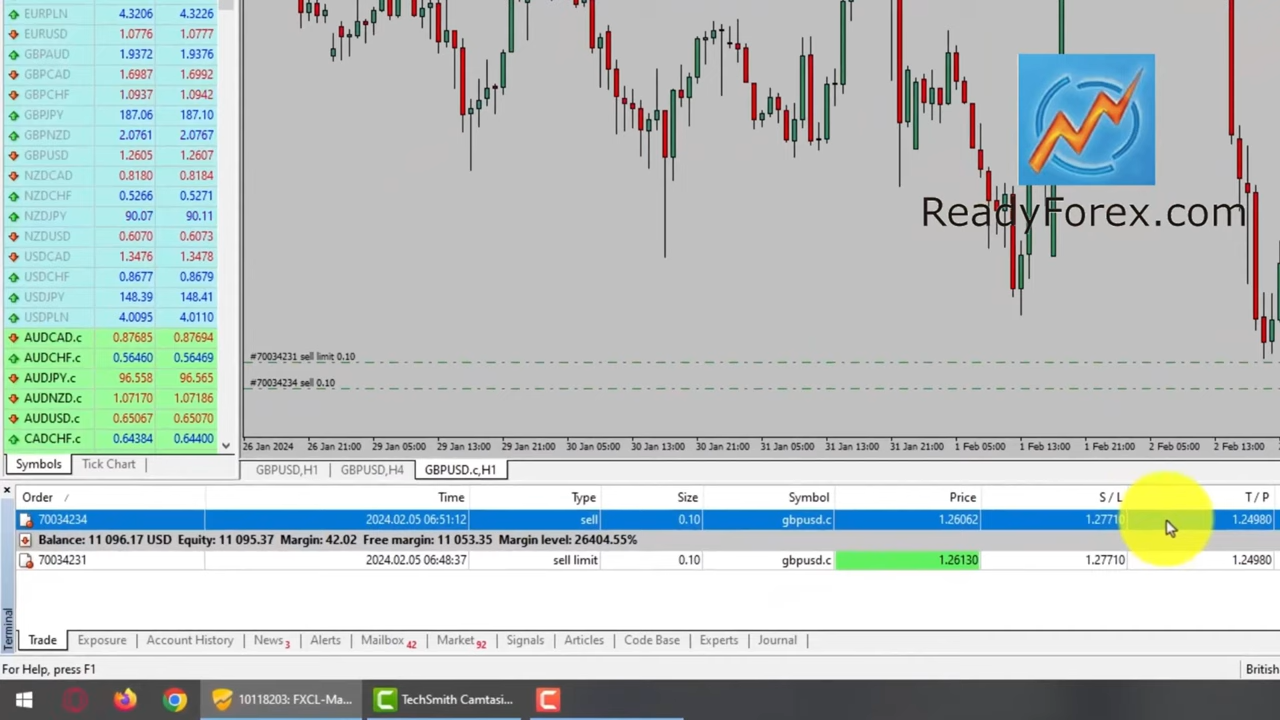 EURPLN 4.3206 4.3226
EURUSD 1.0776 1.0777
GBPAUD 1.9372 1.9376
GBPCAD 1.6987 1.6992
GBPCHF 1.0937 1.0942
GBPJPY 187.06 187.10
GBPNZD 2.0761 2.0767
GBPUSD 1.2605 1.2607
NZDCAD 0.8180 0.8184
NZDCHF 0.5266 0.5271
NZDJPY 90.07 90.11
NZDUSD 0.6070 0.6073
USDCAD 1.3476 1.3478
USDCHF 0.8677 0.8679
USDJPY 148.39 148.41
USDPLN 4.0095 4.0110
AUDCAD.c 0.87685 0.87694
AUDCHF.c 0.56460 0.56469
AUDJPY.c 96.558 96.565
AUDNZD.c 1.07170 1.07186
AUDUSD.c 0.65067 0.65070
CADCHF.c 0.64384 0.64400
Symbols Tick Chart
ReadyForex.com
#70034231 sell limit 0.10
#70034234 sell 0.10
26 Jan 2024 26 Jan 21:00 29 Jan 05:00 29 Jan 13:00 29 Jan 21:00 30 Jan 05:00 30 Jan 13:00 30 Jan 21:00 31 Jan 05:00 31 Jan 13:00 31 Jan 21:00 1 Feb 05:00 1 Feb 13:00 1 Feb 21:00 2 Feb 05:00 2 Feb 13:00
GBPUSD,H1 GBPUSD,H4 GBPUSD.c,H1
Order / Time Type Size Symbol Price S / L T / P
70034234 2024.02.05 06:51:12 sell 0.10 gbpusd.c 1.26062 1.27710 1.24980
Balance: 11 096.17 USD Equity: 11 095.37 Margin: 42.02 Free margin: 11 053.35 Margin level: 26404.55%
70034231 2024.02.05 06:48:37 sell limit 0.10 gbpusd.c 1.26130 1.27710 1.24980
Terminal
Trade Exposure Account History News 3 Alerts Mailbox 42 Market 92 Signals Articles Code Base Experts Journal
For Help, press F1 British
10118203: FXCL-Ma... TechSmith Camtasi...